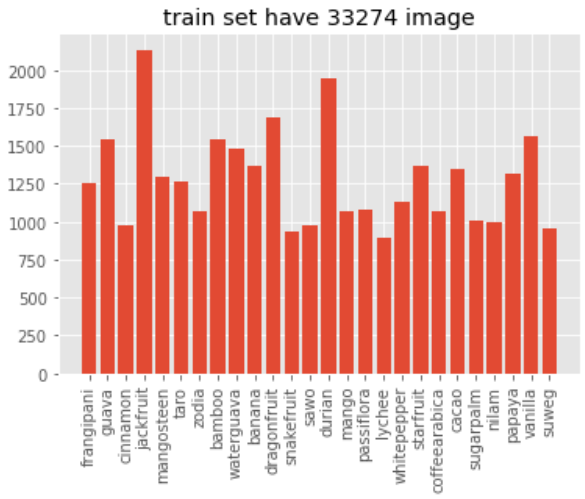 train set have 33274 image
2000
1750
1500
1250
1000
750
500
250
0
frangipani
guava
cinnamon
jackfruit
mangosteen
taro
zodia
bamboo
waterguava
banana
dragonfruit
snakefruit
sawo
durian
mango
passiflora
lychee
whitepepper
starfruit
coffeearabica
cacao
sugarpalm
nilam
papaya
vanilla
suweg